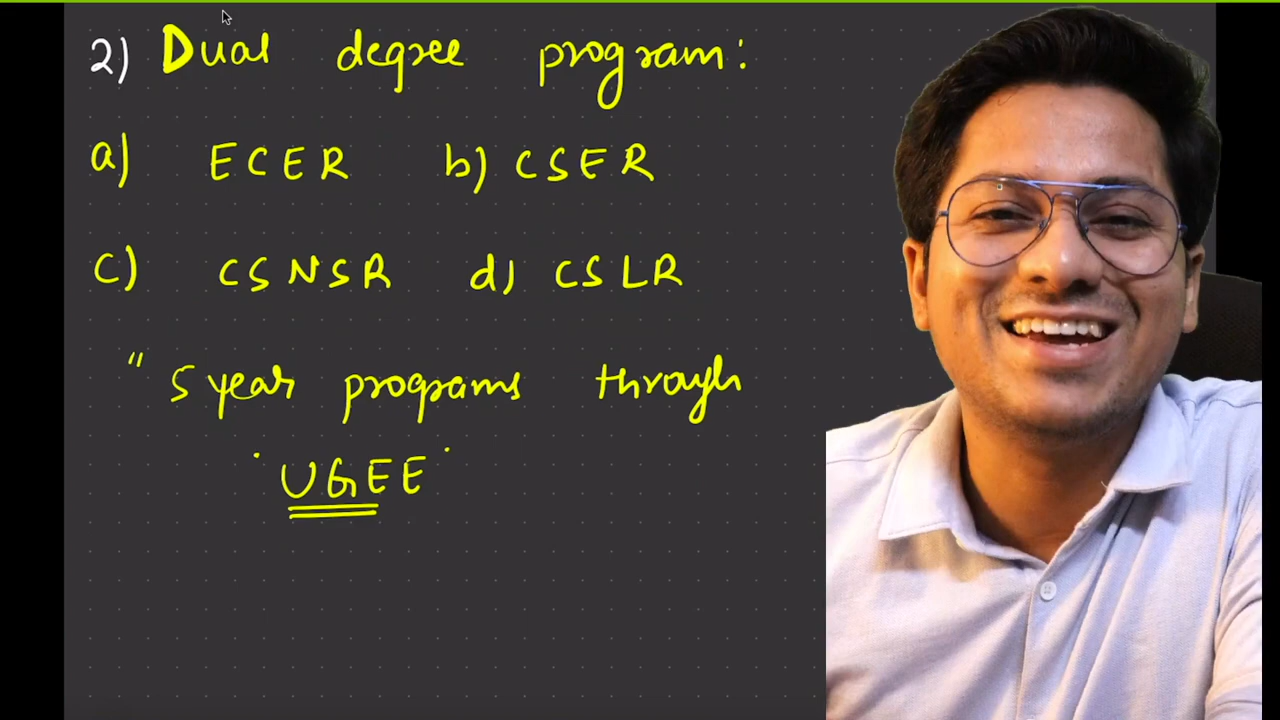 2) Dual degree program:
a) ECER b) CSER
c) CSNSR d) CSLR
" 5 year programs through
' UGEE '